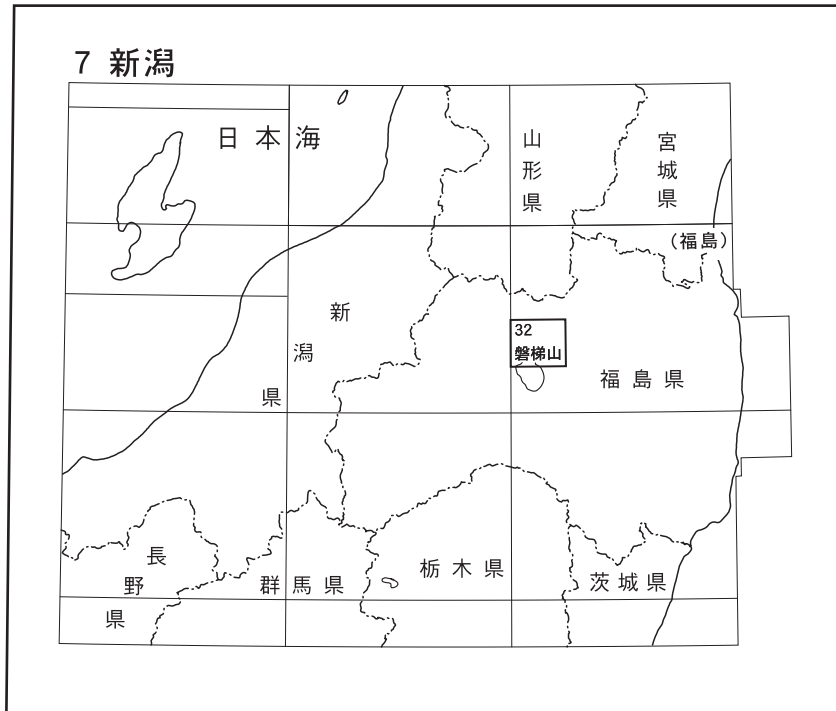 7 新潟
日本海
山形県
宮城県
(福島)
新潟県
32
磐梯山
福島県
長野県
群馬県
栃木県
茨城県